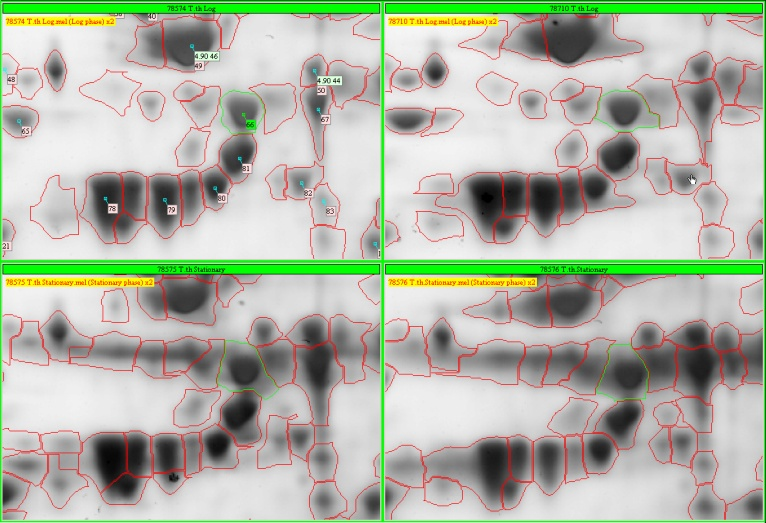 78574 T.th Log
78574 T.th Log.mel (Log phase) x2
40
4.90 46
49
48
4.90 44
50
66
67
65
81
80
82
78
79
83
21
78710 T.th Log
78710 T.th Log.mel (Log phase) x2
78575 T.th Stationary
78575 T.th Stationary.mel (Stationary phase) x2
78576 T.th Stationary
78576 T.th Stationary.mel (Stationary phase) x2